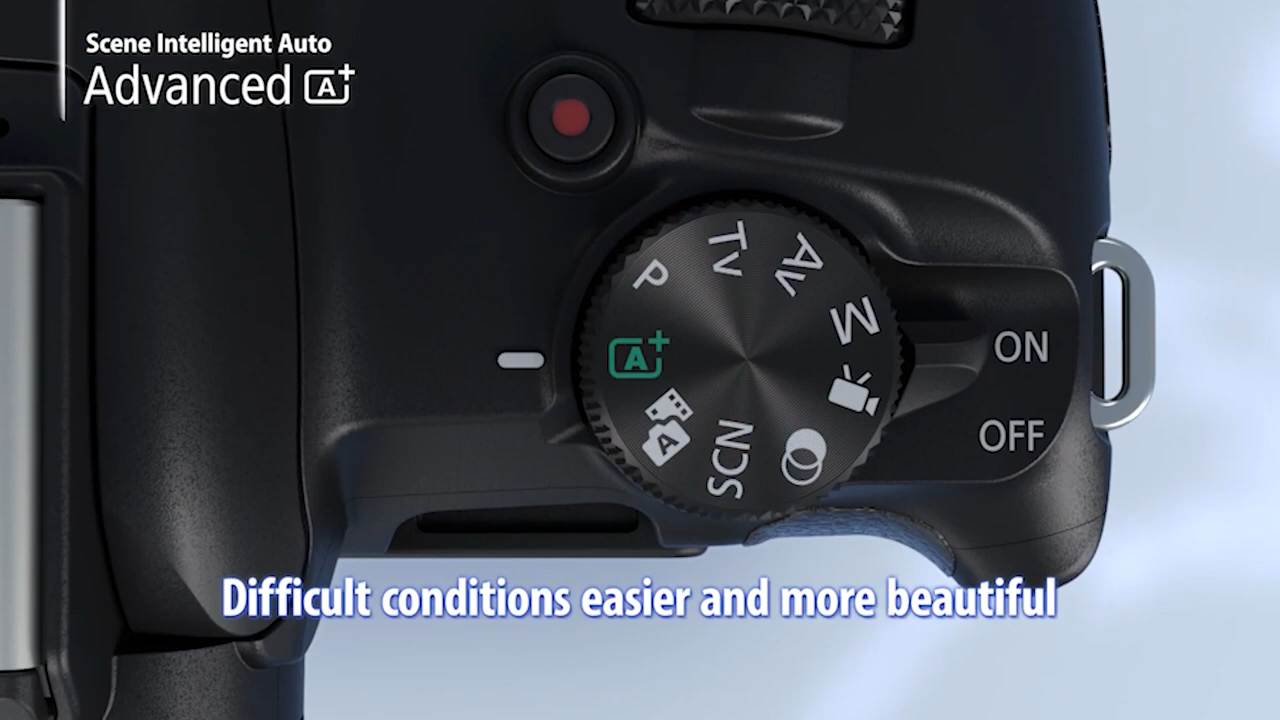 Scene Intelligent Auto
Advanced A+
Tv
Av
P
M
A+
ON
A
SCN
OFF
Difficult conditions easier and more beautiful